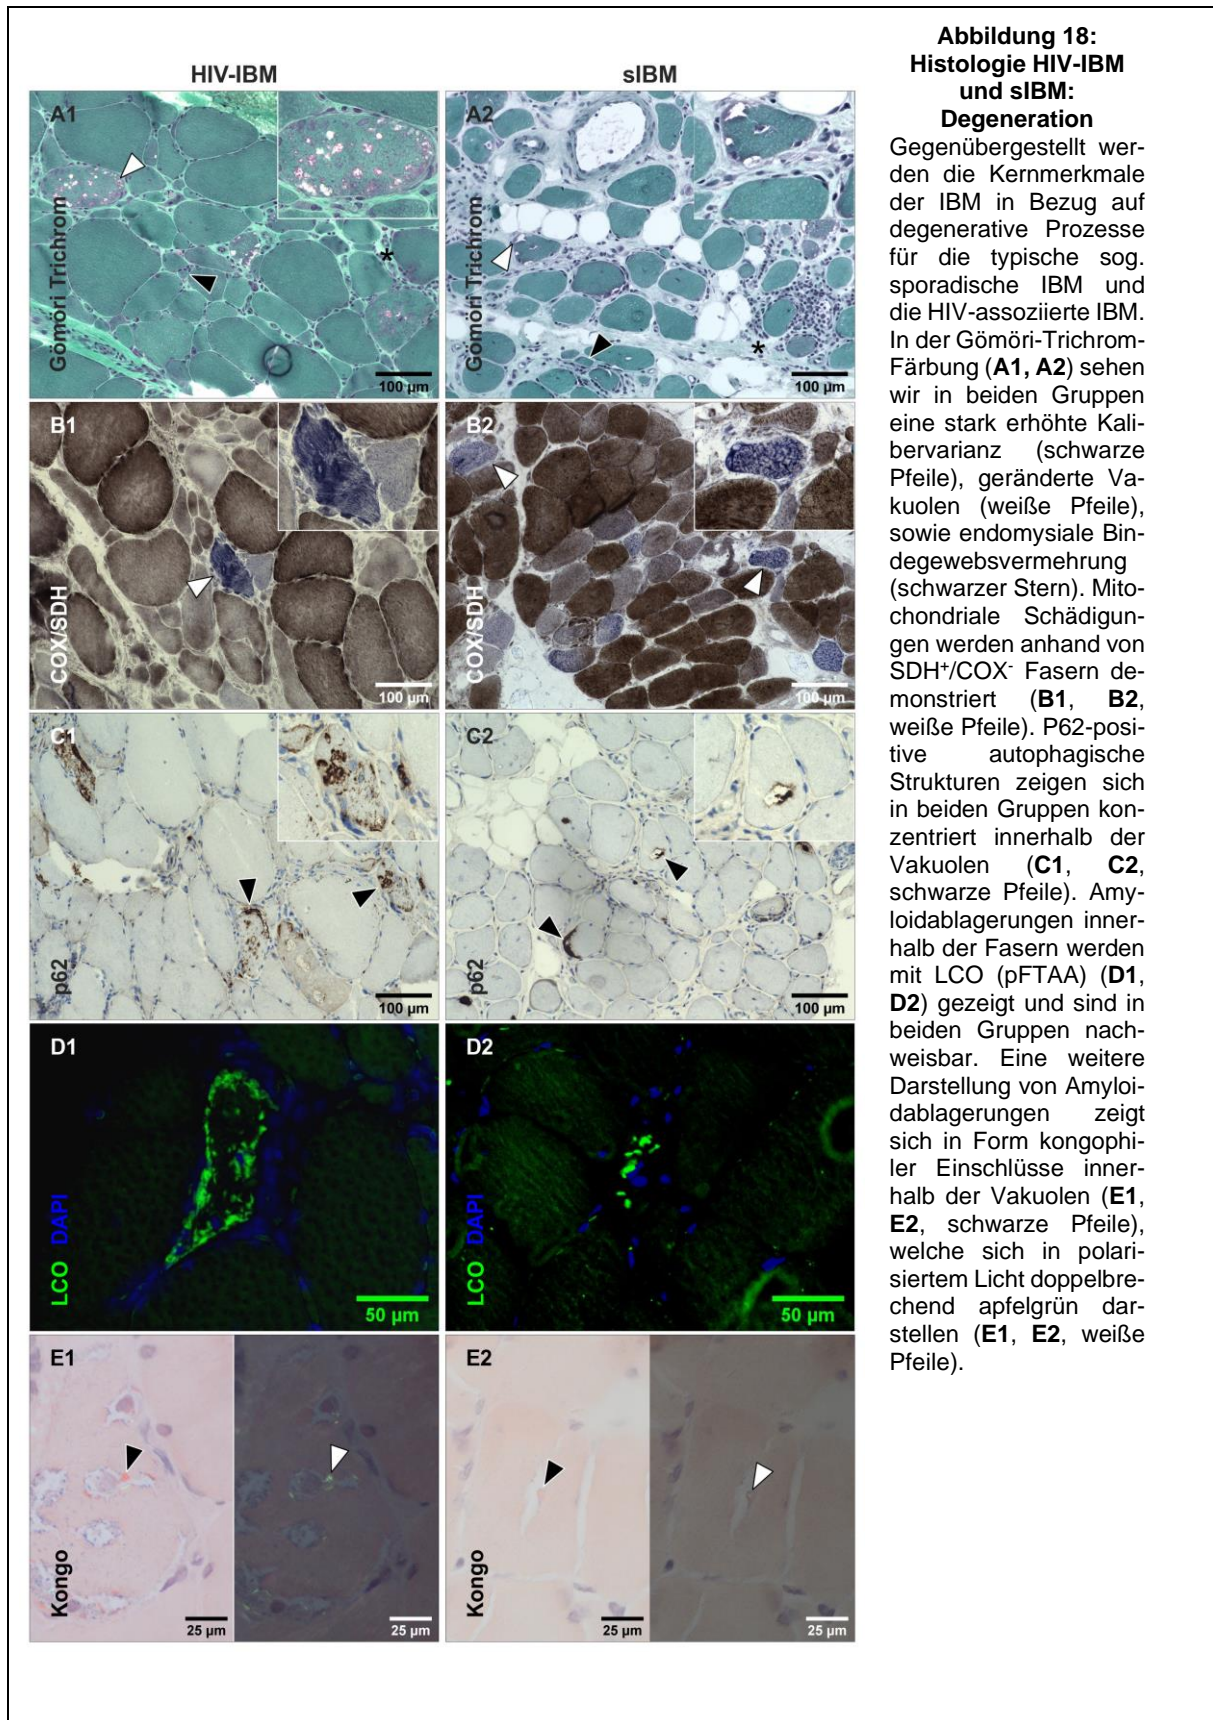 HIV-IBM
sIBM
A1
Gömöri Trichrom
*
100 µm
A2
Gömöri Trichrom
*
100 µm
B1
COX/SDH
100 µm
B2
COX/SDH
100 µm
C1
p62
100 µm
C2
p62
100 µm
D1
LCO DAPI
50 µm
D2
LCO DAPI
50 µm
E1
Kongo
25 µm
25 µm
E2
Kongo
25 µm
25 µm
Abbildung 18:
Histologie HIV-IBM
und sIBM:
Degeneration
Gegenübergestellt wer-
den die Kernmerkmale
der IBM in Bezug auf
degenerative Prozesse
für die typische sog.
sporadische IBM und
die HIV-assoziierte IBM.
In der Gömöri-Trichrom-
Färbung (A1, A2) sehen
wir in beiden Gruppen
eine stark erhöhte Kali-
bervarianz (schwarze
Pfeile), geränderte Va-
kuolen (weiße Pfeile),
sowie endomysiale Bin-
degewebsvermehrung
(schwarzer Stern). Mito-
chondriale Schädigun-
gen werden anhand von
SDH⁺/COX⁻ Fasern de-
monstriert (B1, B2,
weiße Pfeile). P62-posi-
tive autophagische
Strukturen zeigen sich
in beiden Gruppen kon-
zentriert innerhalb der
Vakuolen (C1, C2,
schwarze Pfeile). Amy-
loidablagerungen inner-
halb der Fasern werden
mit LCO (pFTAA) (D1,
D2) gezeigt und sind in
beiden Gruppen nach-
weisbar. Eine weitere
Darstellung von Amyloi-
dablagerungen zeigt
sich in Form kongophi-
ler Einschlüsse inner-
halb der Vakuolen (E1,
E2, schwarze Pfeile),
welche sich in polari-
siertem Licht doppelbre-
chend apfelgrün dar-
stellen (E1, E2, weiße
Pfeile).